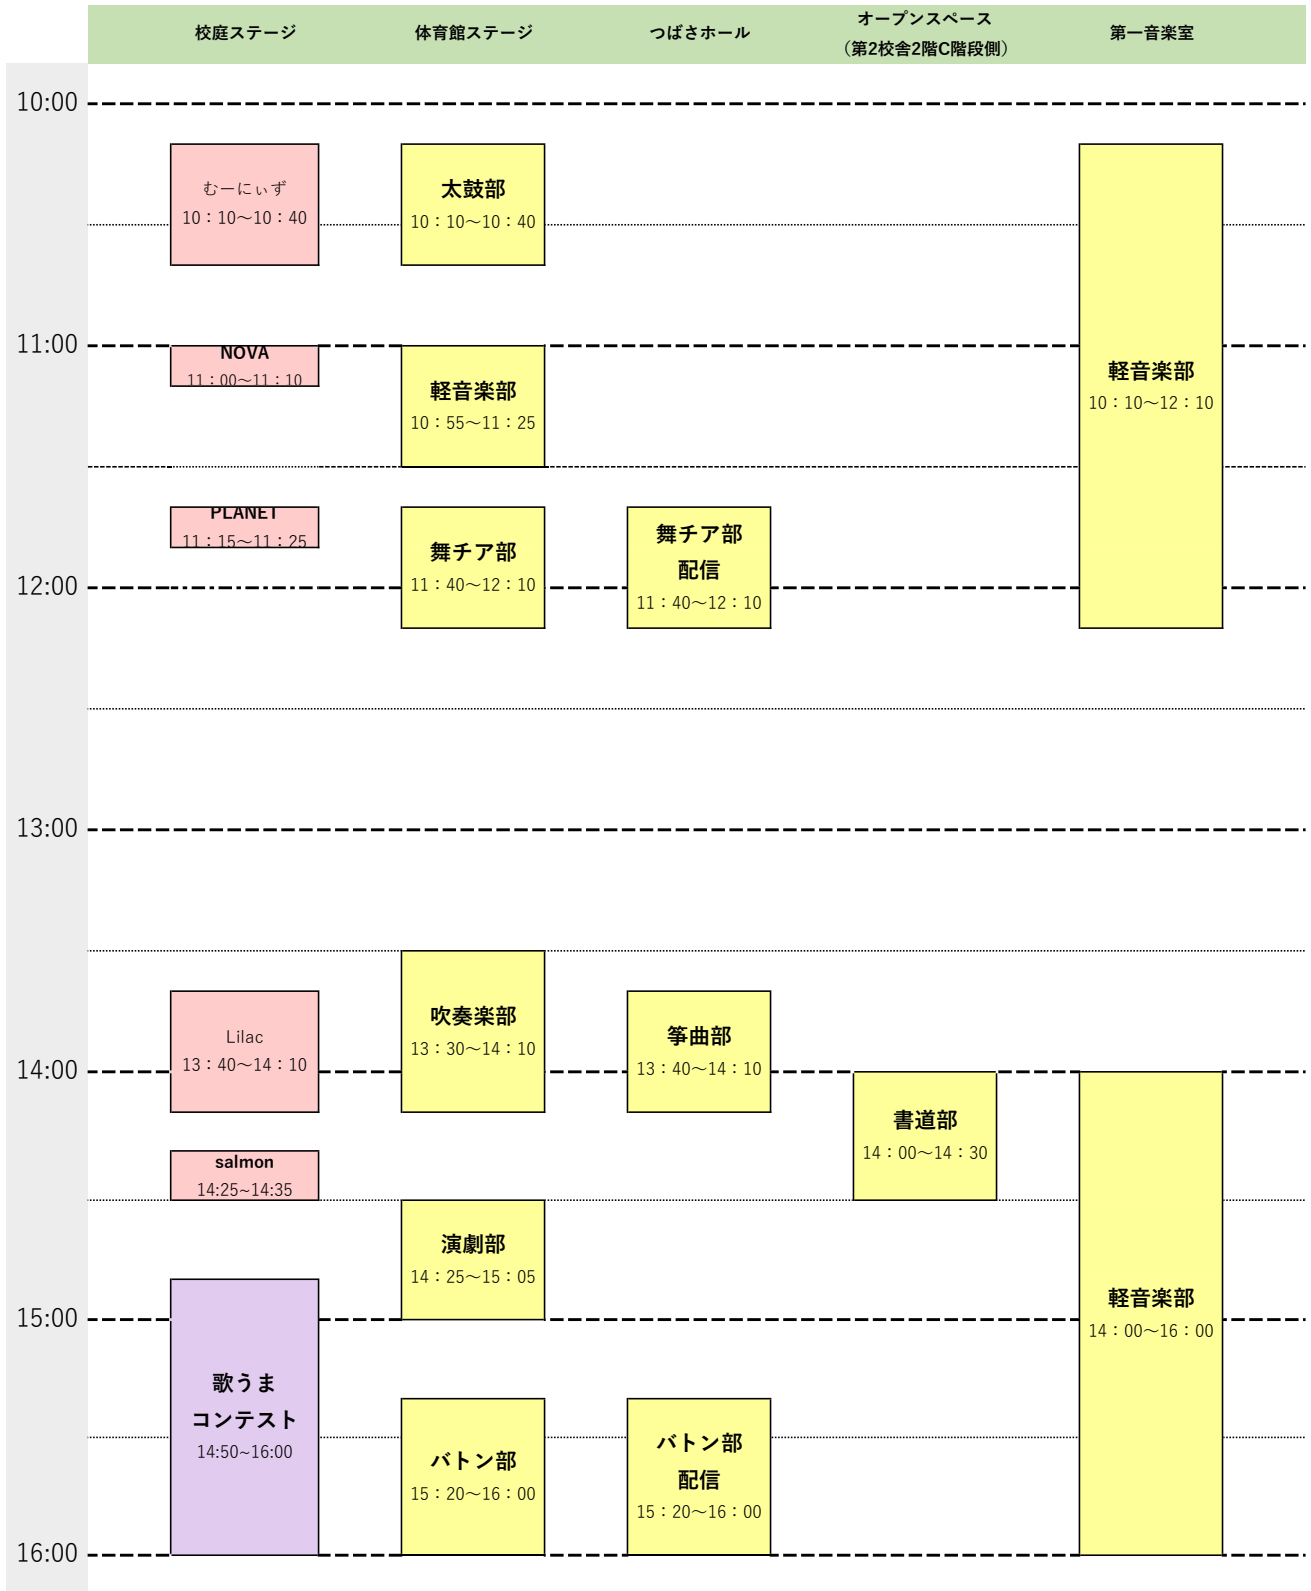 校庭ステージ
体育館ステージ
つばさホール
オープンスペース
（第2校舎2階C階段側）
第一音楽室
10:00
むーにぃず
10：10～10：40
太鼓部
10：10～10：40
11:00
NOVA
11：00～11：10
軽音楽部
10：55～11：25
軽音楽部
10：10～12：10
PLANET
11：15～11：25
舞チア部
11：40～12：10
舞チア部
配信
11：40～12：10
12:00
13:00
吹奏楽部
13：30～14：10
Lilac
13：40～14：10
筝曲部
13：40～14：10
14:00
書道部
14：00～14：30
salmon
14:25~14:35
演劇部
14：25～15：05
軽音楽部
14：00～16：00
15:00
歌うま
コンテスト
14:50~16:00
バトン部
15：20～16：00
バトン部
配信
15：20～16：00
16:00